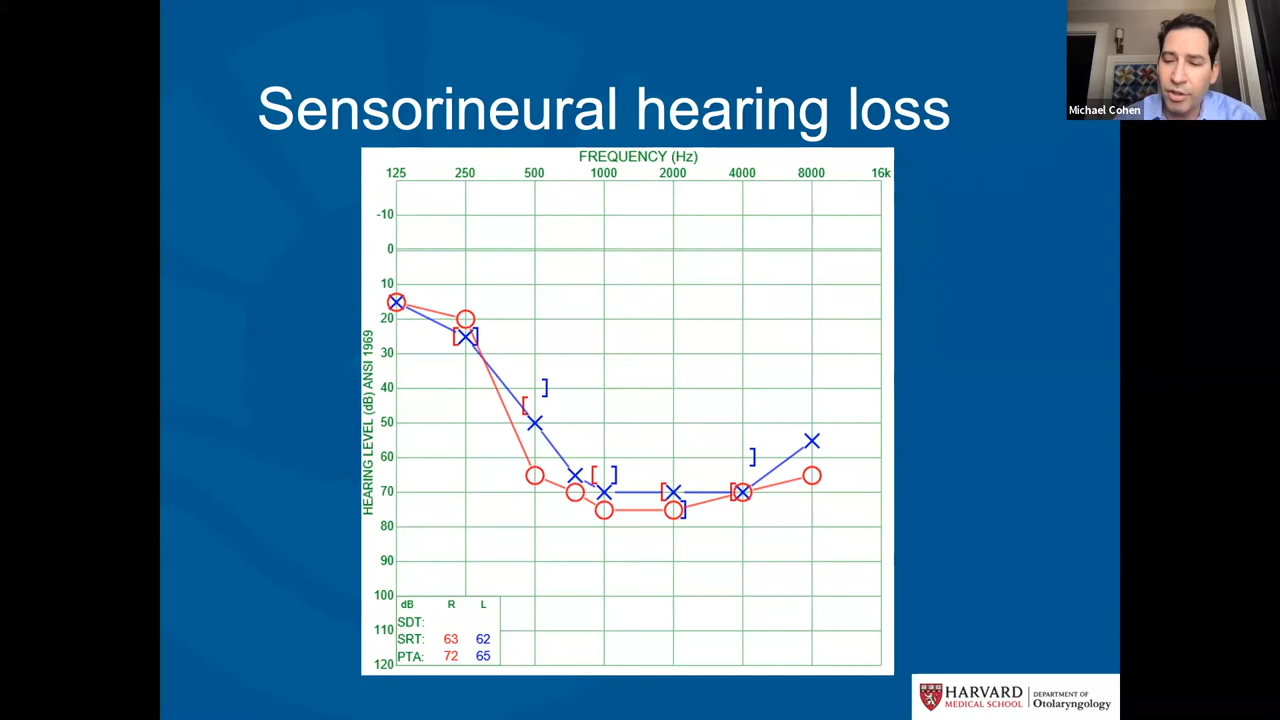 Sensorineural hearing loss
Michael Cohen
FREQUENCY (Hz)
125 250 500 1000 2000 4000 8000 16k
-10
0
10
20
30
40
50
60
70
80
90
100
110
120
HEARING LEVEL (dB) ANSI 1969
dB R L
SDT:
SRT: 63 62
PTA: 72 65
HARVARD
MEDICAL SCHOOL
DEPARTMENT OF
Otolaryngology